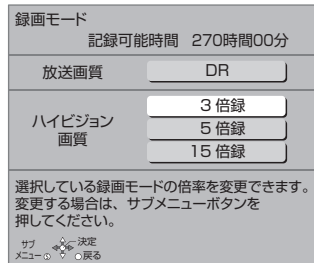 録画モード
記録可能時間 270時間00分
放送画質 DR
ハイビジョン
画質
3倍録
5倍録
15倍録
選択している録画モードの倍率を変更できます。
変更する場合は、サブメニューボタンを
押してください。
サブ 決定
メニュー S 戻る